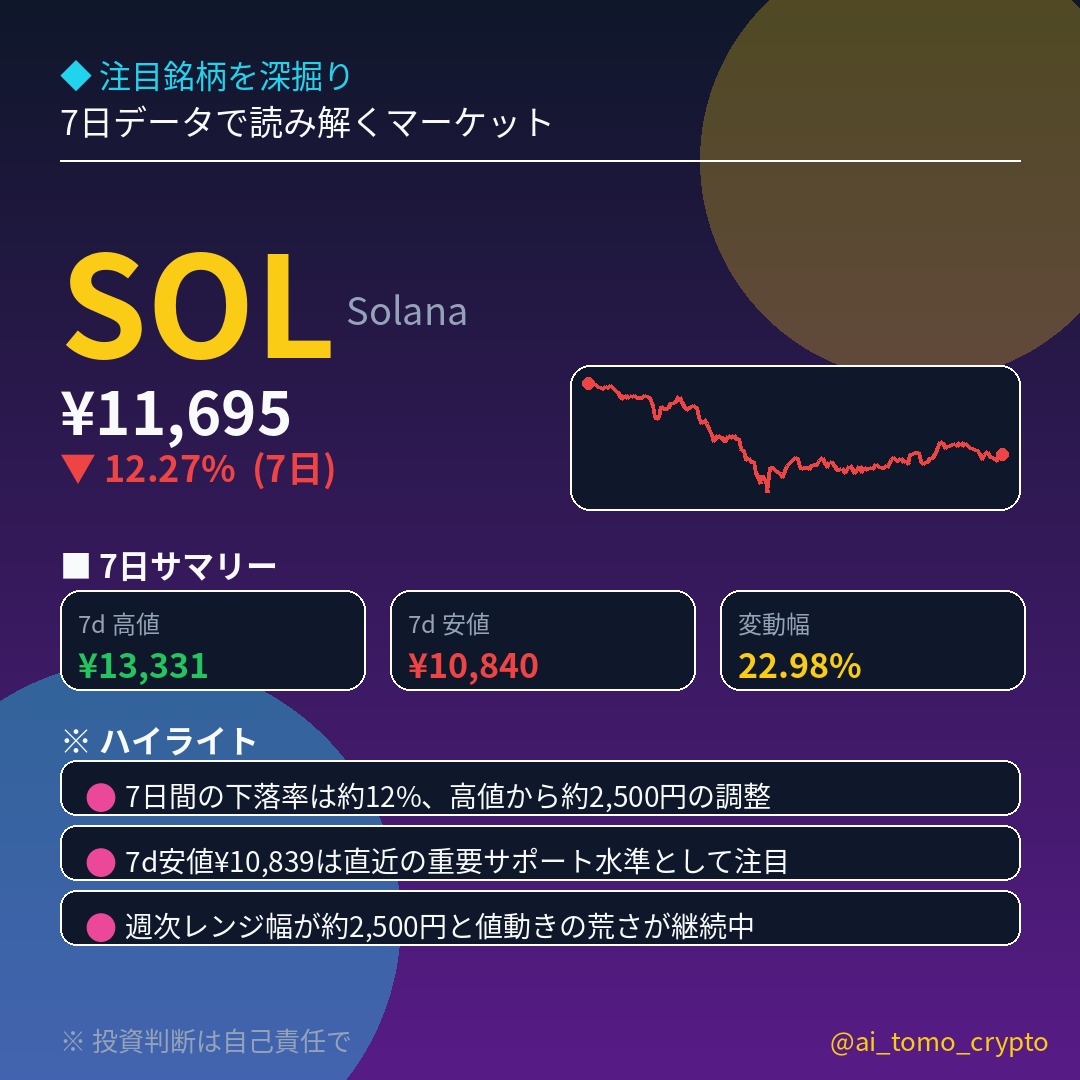 ◆ 注目銘柄を深掘り
7日データで読み解くマーケット
SOL Solana
¥11,695
▼ 12.27% (7日)
■ 7日サマリー
7d 高値
¥13,331
7d 安値
¥10,840
変動幅
22.98%
※ ハイライト
● 7日間の下落率は約12%、高値から約2,500円の調整
● 7d安値¥10,839は直近の重要サポート水準として注目
● 週次レンジ幅が約2,500円と値動きの荒さが継続中
※ 投資判断は自己責任で
@ai_tomo_crypto